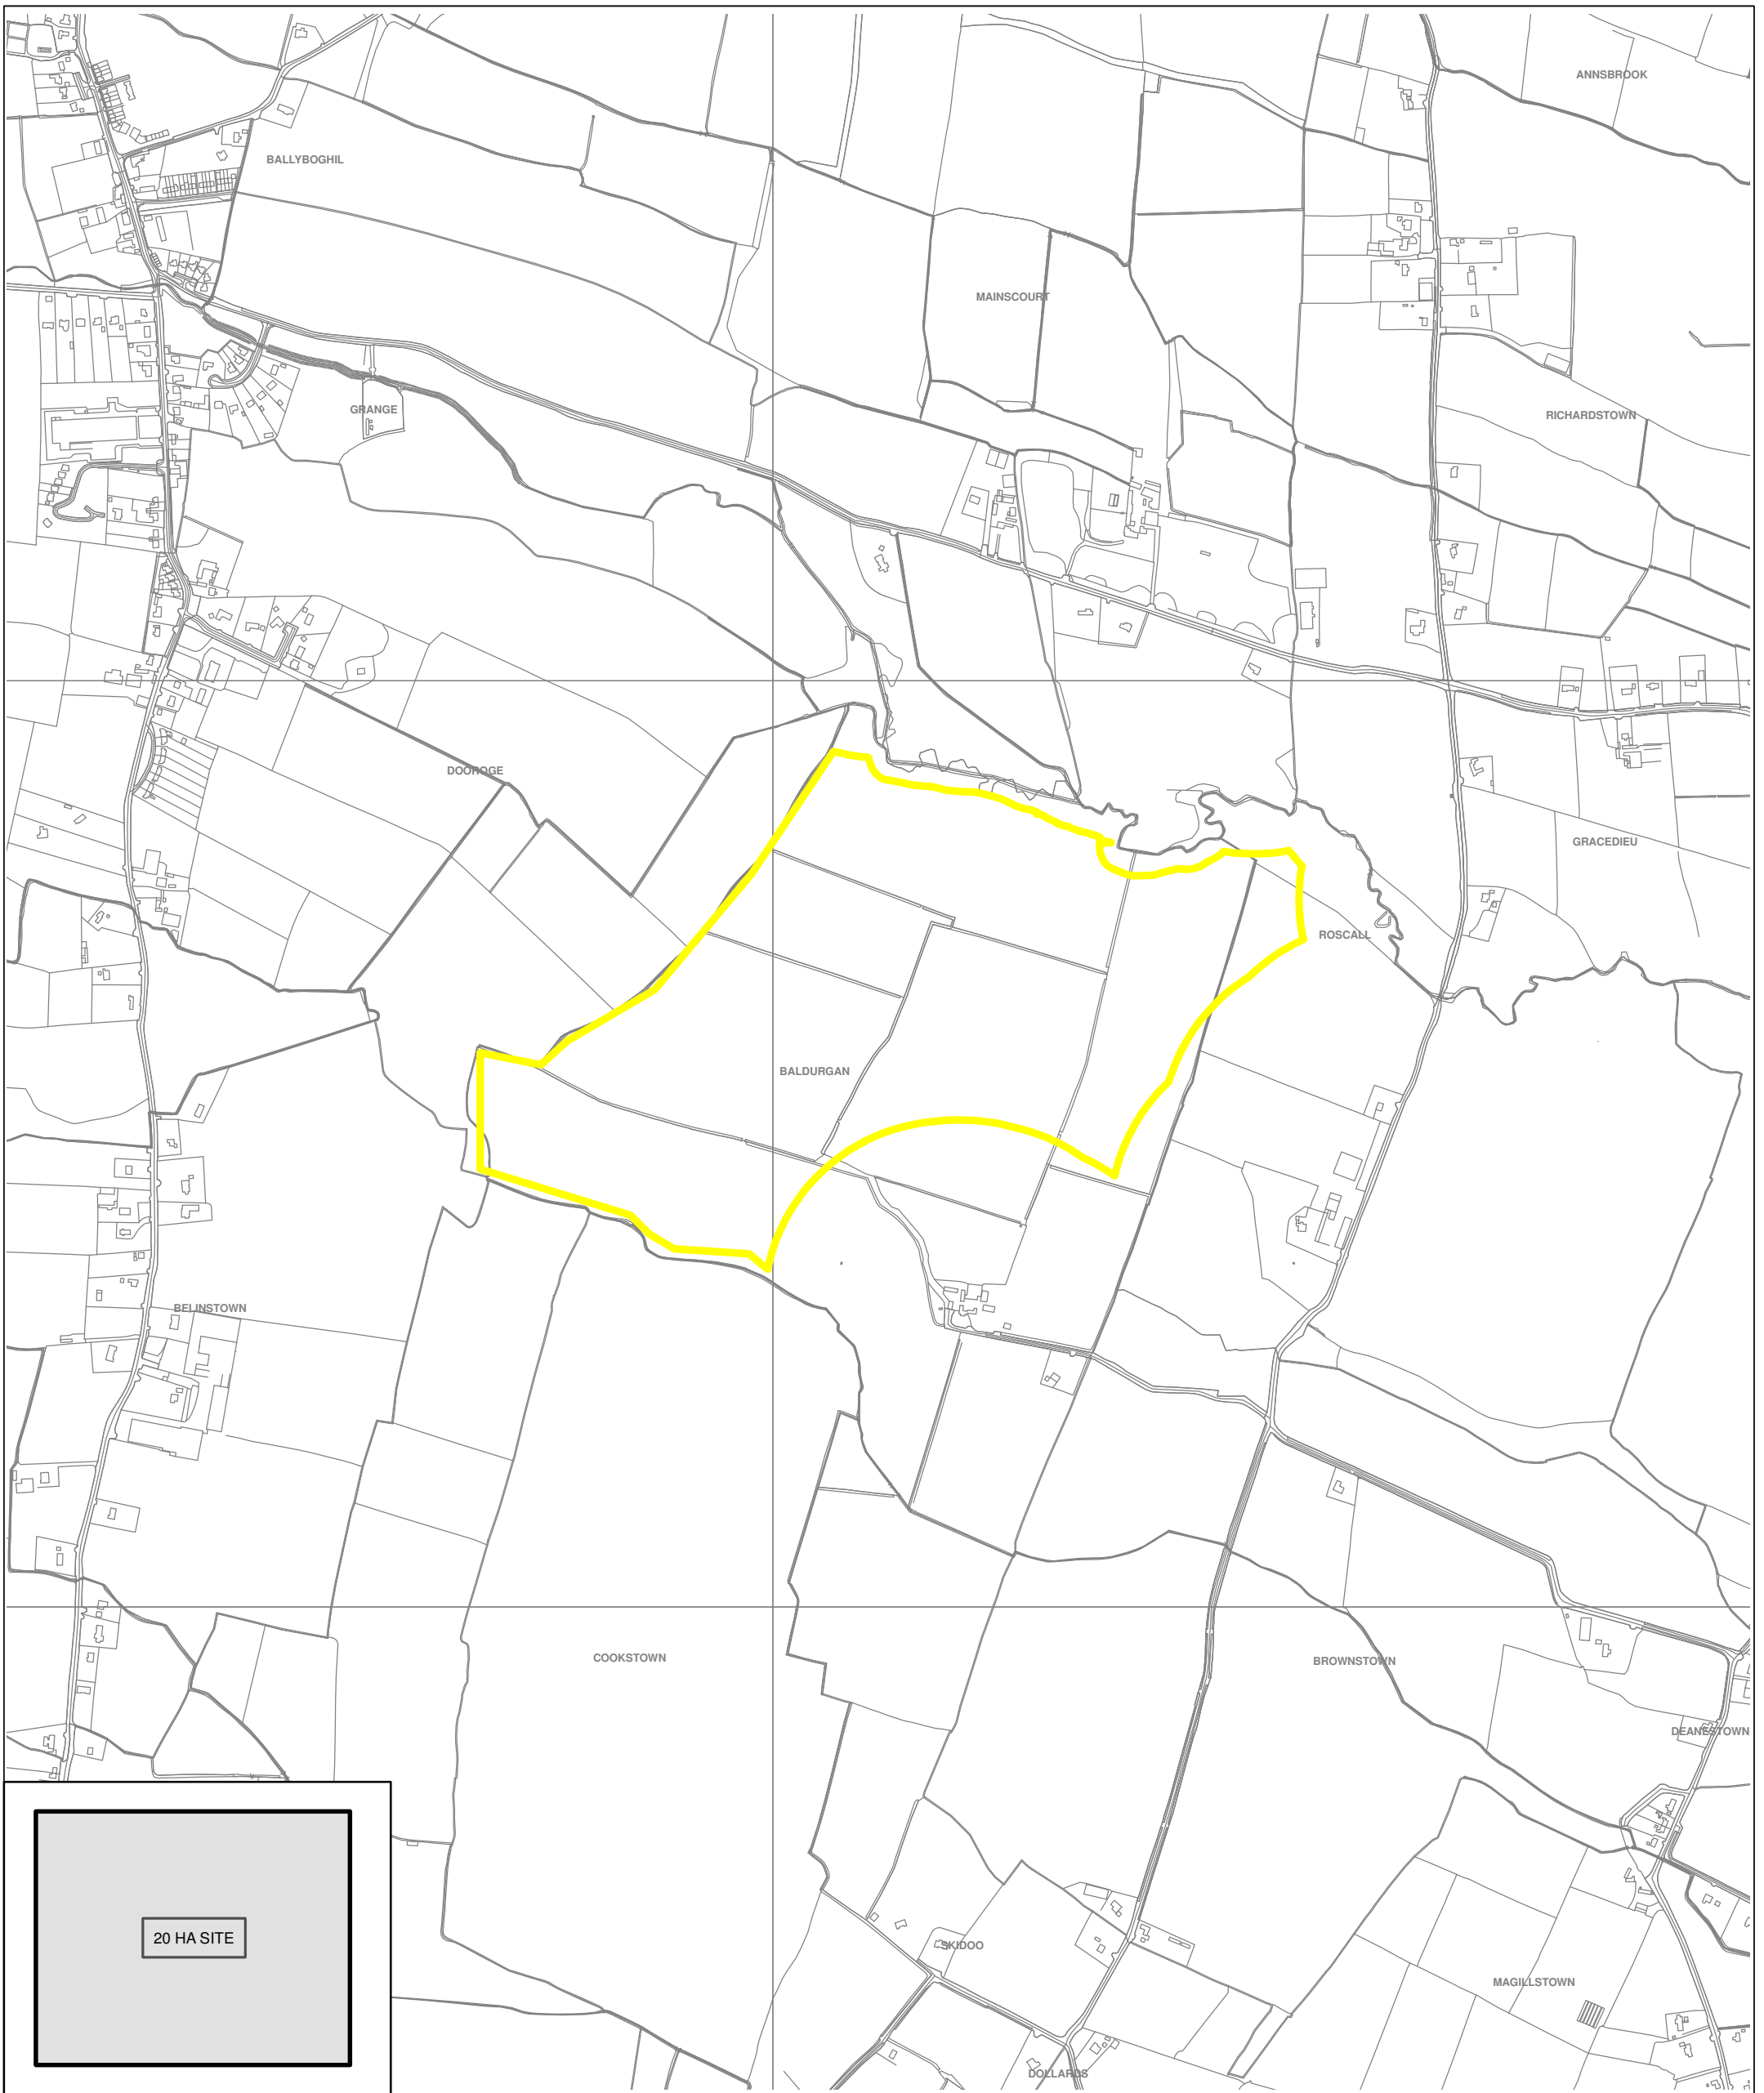 ANNSBROOK
BALLYBOGHIL
MAINSCOURT
GRANGE
RICHARDSTOWN
DOOROGE
GRACEDIEU
ROSCALL
BALDURGAN
BELINSTOWN
COOKSTOWN
BROWNSTOWN
DEANESTOWN
20 HA SITE
SKIDOO
MAGILLSTOWN
DOLLARDS